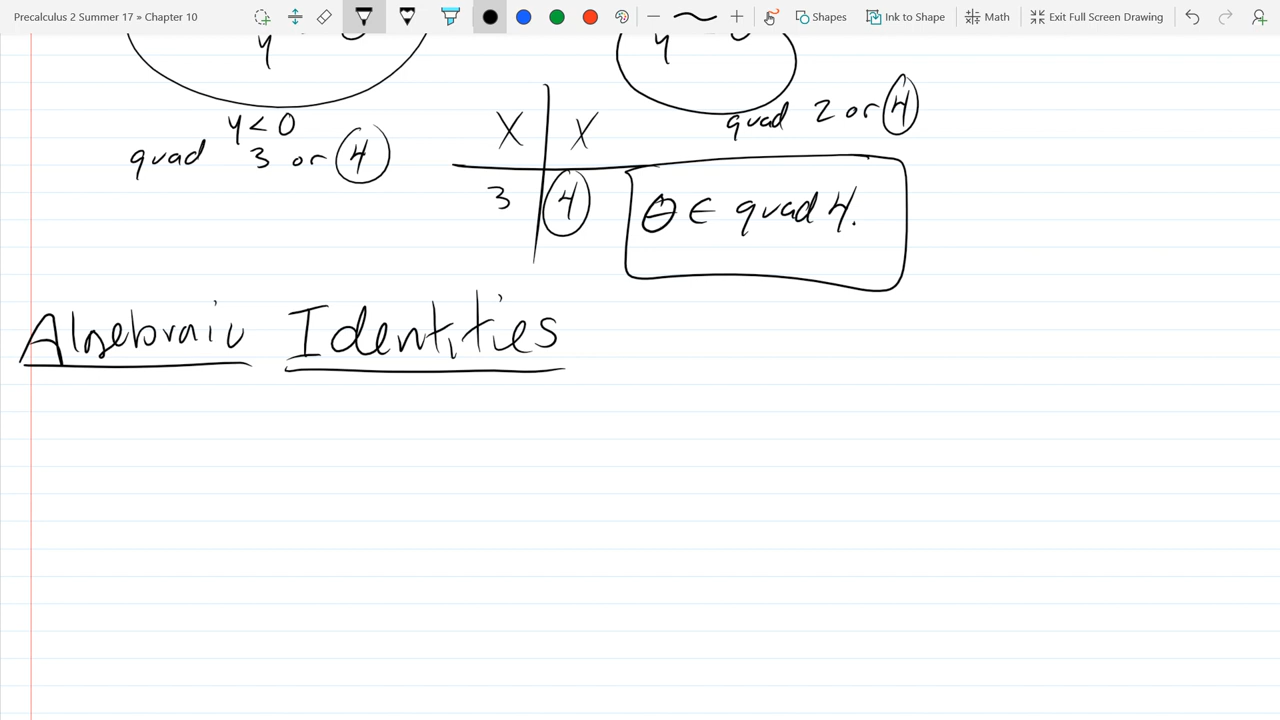 Precalculus 2 Summer 17 » Chapter 10
Shapes
Ink to Shape
Math
Exit Full Screen Drawing
y
y
y < 0
quad 3 or 4
X X
3 4
quad 2 or 4
θ ∈ quad 4.
Algebraic Identities